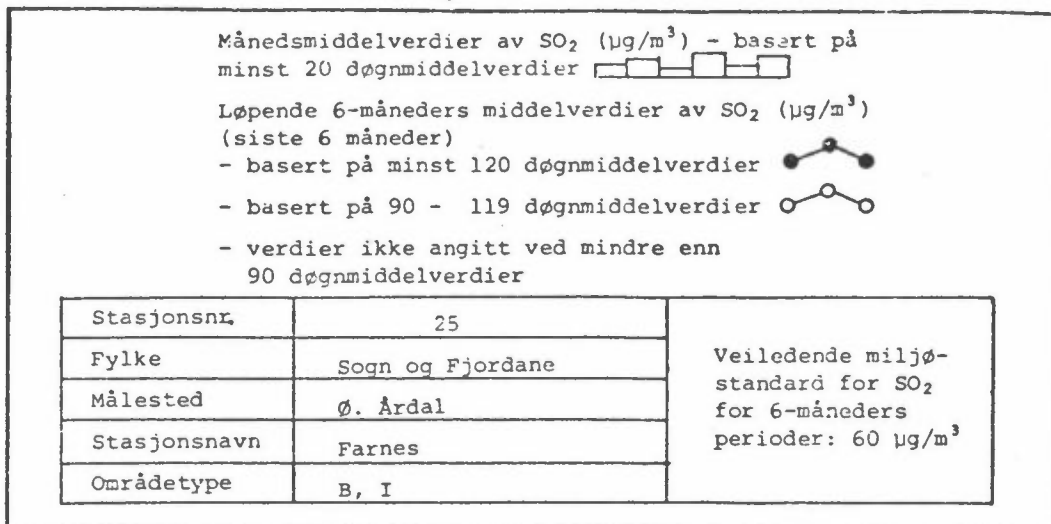 Månedsmiddelverdier av SO₂ (µg/m³) - basert på
minst 20 døgnmiddelverdier
Løpende 6-måneders middelverdier av SO₂ (µg/m³)
(siste 6 måneder)
- basert på minst 120 døgnmiddelverdier
- basert på 90 - 119 døgnmiddelverdier
- verdier ikke angitt ved mindre enn
90 døgnmiddelverdier
Stasjonsnr. 25
Fylke Sogn og Fjordane
Målested Ø. Årdal
Stasjonsnavn Farnes
Områdetype B, I
Veiledende miljø-
standard for SO₂
for 6-måneders
perioder: 60 µg/m³